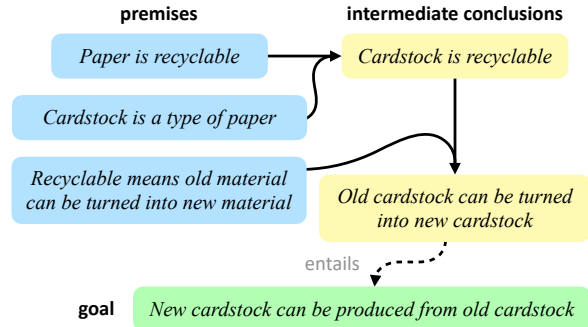 premises
intermediate conclusions
Paper is recyclable
Cardstock is recyclable
Cardstock is a type of paper
Recyclable means old material
can be turned into new material
Old cardstock can be turned
into new cardstock
entails
goal
New cardstock can be produced from old cardstock